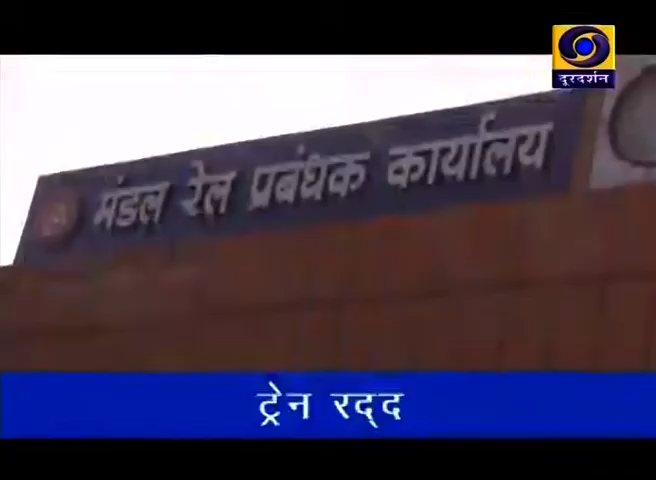 दूरदर्शन
मंडल रेल प्रबंधक कार्यालय
ट्रेन रद्द